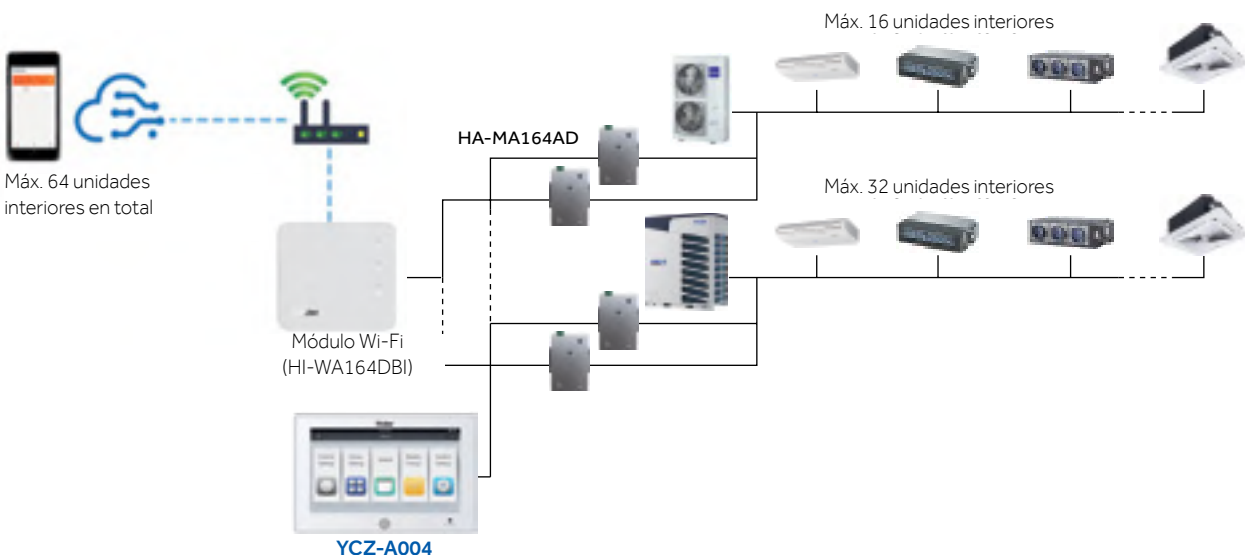 Máx. 16 unidades interiores
HA-MA164AD
Máx. 64 unidades
interiores en total
Máx. 32 unidades interiores
Módulo Wi-Fi
(HI-WA164DBI)
Haier
YCZ-A004